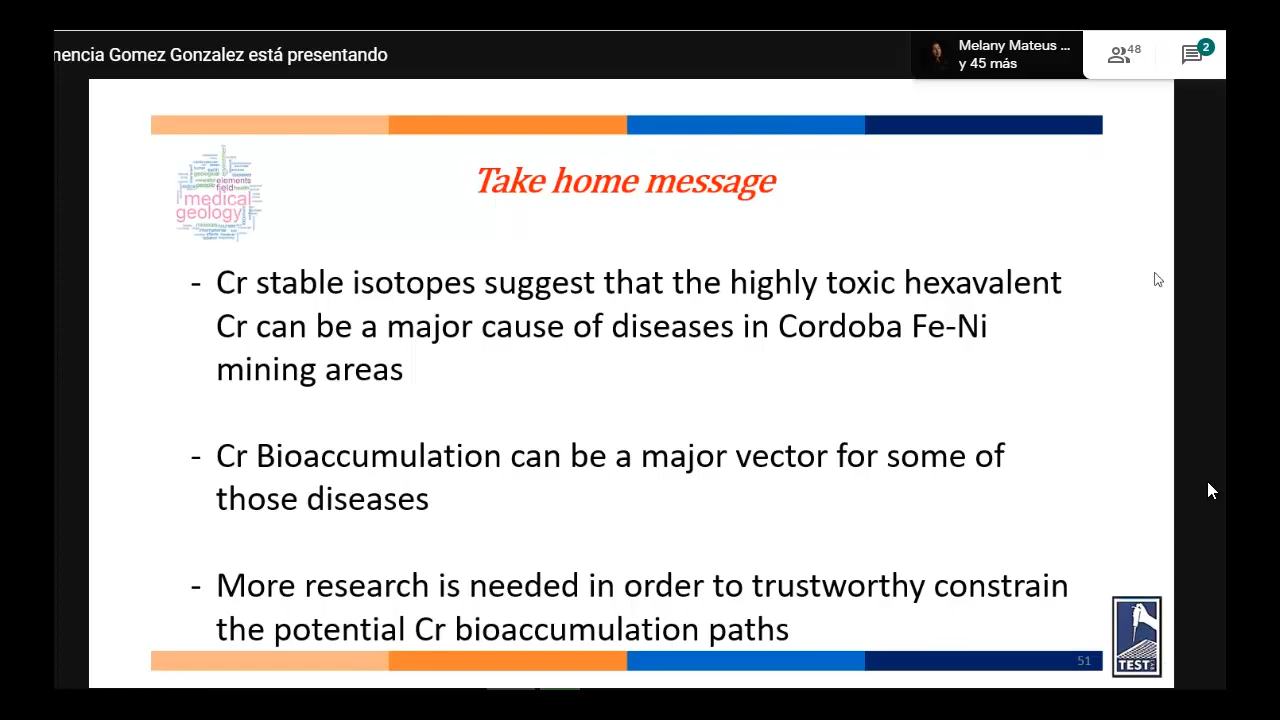 nencia Gomez Gonzalez está presentando
Melany Mateus ...
y 45 más
48
2
elements
field
medical
geology
Take home message
- Cr stable isotopes suggest that the highly toxic hexavalent
Cr can be a major cause of diseases in Cordoba Fe-Ni
mining areas
- Cr Bioaccumulation can be a major vector for some of
those diseases
- More research is needed in order to trustworthy constrain
the potential Cr bioaccumulation paths
51
TEST